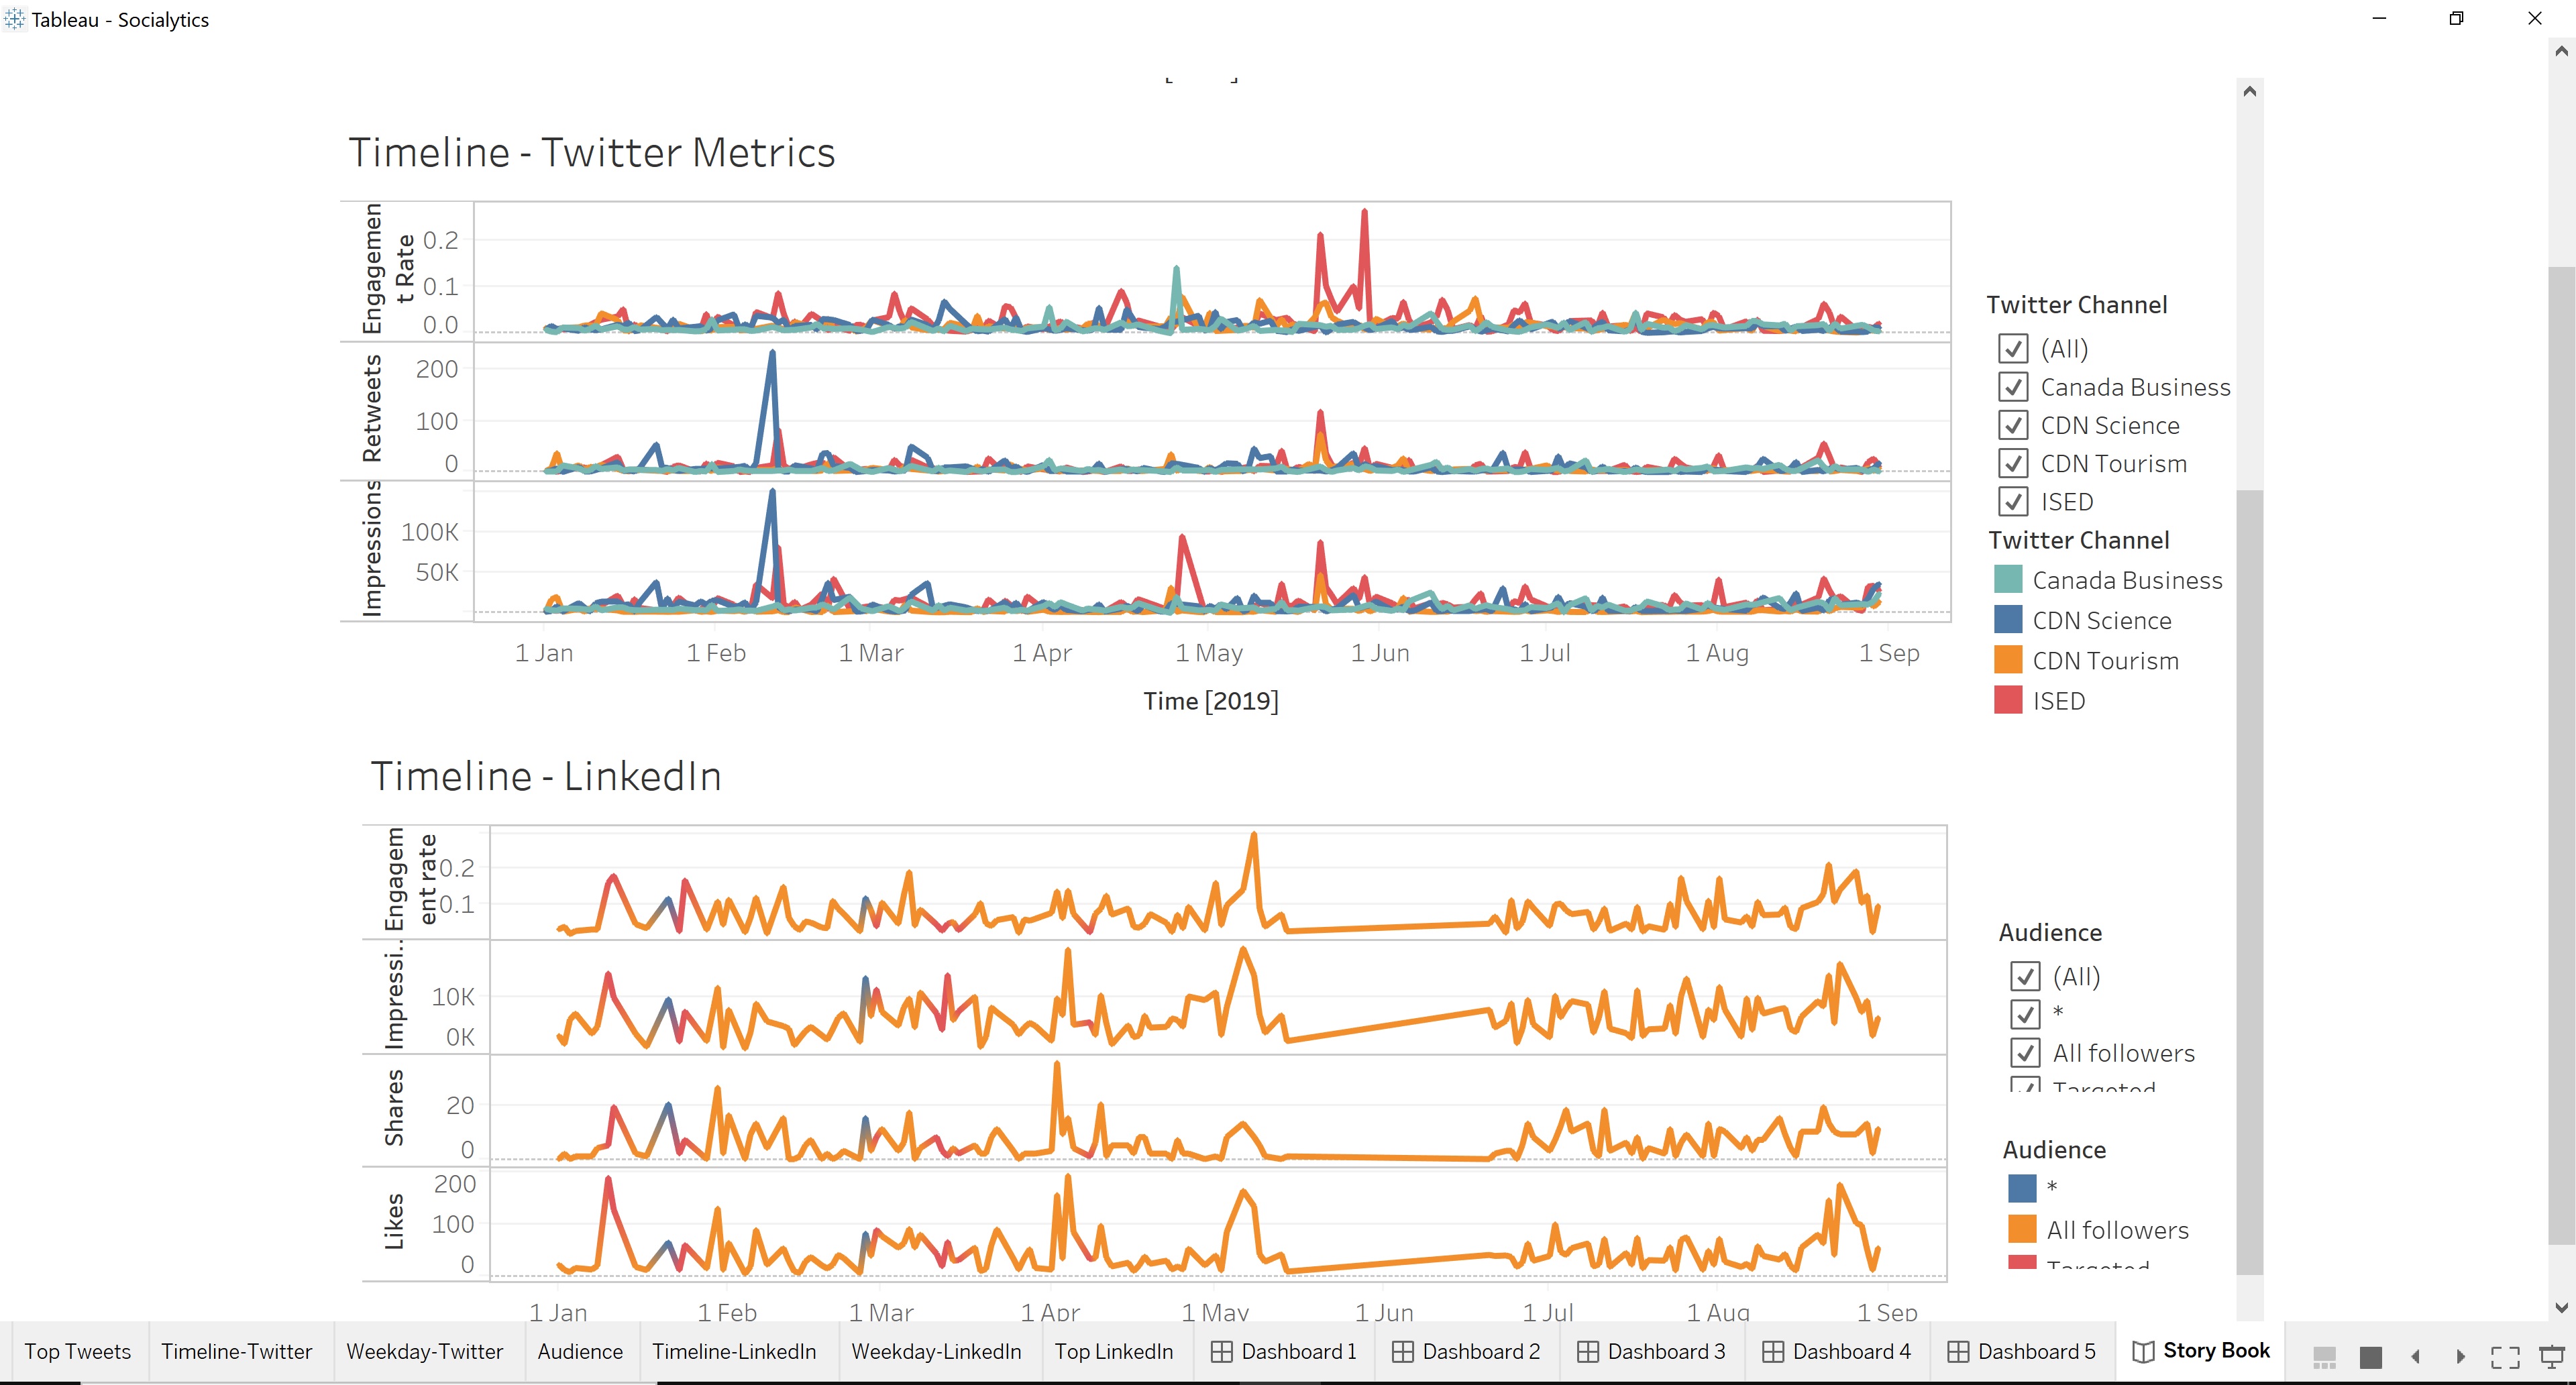 Tableau - Socialytics
Timeline - Twitter Metrics
Engagemen
t Rate
0.2
0.1
0.0
Retweets
200
100
0
Impressions
100K
50K
1 Jan
1 Feb
1 Mar
1 Apr
1 May
1 Jun
1 Jul
1 Aug
1 Sep
Time [2019]
Twitter Channel
(All)
Canada Business
CDN Science
CDN Tourism
ISED
Twitter Channel
Canada Business
CDN Science
CDN Tourism
ISED
Timeline - LinkedIn
Engagem
ent rate
0.2
0.1
Impressi..
10K
0K
Shares
20
0
Likes
200
100
0
1 Jan
1 Feb
1 Mar
1 Apr
1 May
1 Jun
1 Jul
1 Aug
1 Sep
Audience
(All)
*
All followers
Targeted
Audience
*
All followers
Targeted
Top Tweets
Timeline-Twitter
Weekday-Twitter
Audience
Timeline-LinkedIn
Weekday-LinkedIn
Top LinkedIn
Dashboard 1
Dashboard 2
Dashboard 3
Dashboard 4
Dashboard 5
Story Book